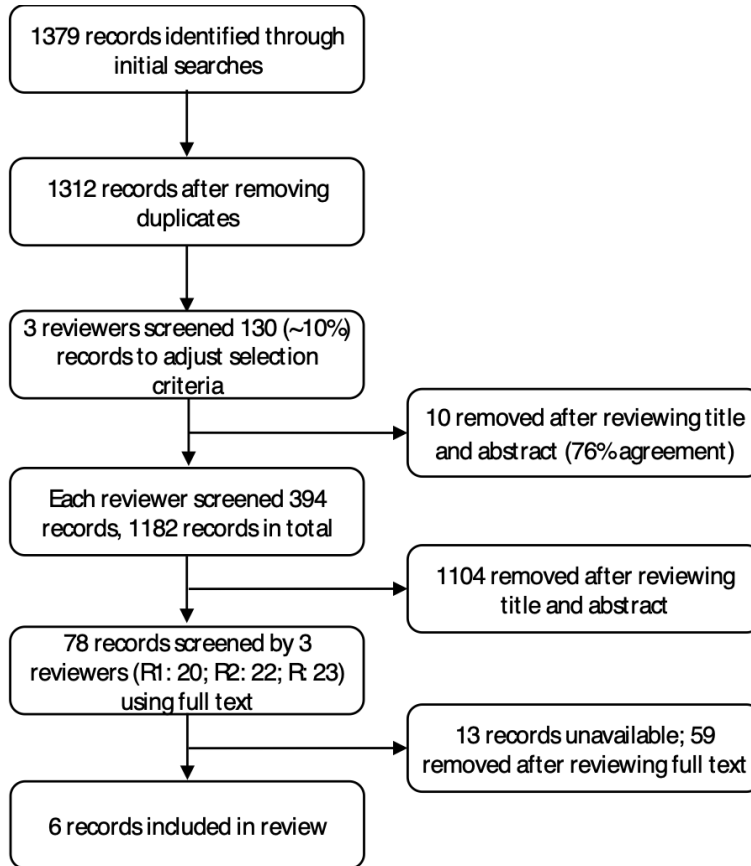 1379 records identified through
initial searches
1312 records after removing
duplicates
3 reviewers screened 130 (~10%)
records to adjust selection
criteria
10 removed after reviewing title
and abstract (76% agreement)
Each reviewer screened 394
records, 1182 records in total
1104 removed after reviewing
title and abstract
78 records screened by 3
reviewers (R1: 20; R2: 22; R: 23)
using full text
13 records unavailable; 59
removed after reviewing full text
6 records included in review